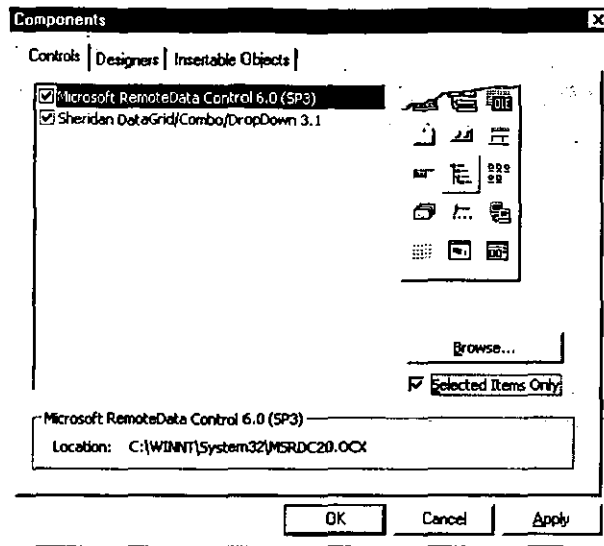 Components
Controls Designers Insertable Objects
Microsoft RemoteData Control 6.0 (SP3)
Sheridan DataGrid/Combo/DropDown 3.1
Browse...
Selected Items Only
Microsoft RemoteData Control 6.0 (SP3)
Location: C:\WINNT\System32\MSRDC20.OCX
OK Cancel Apply